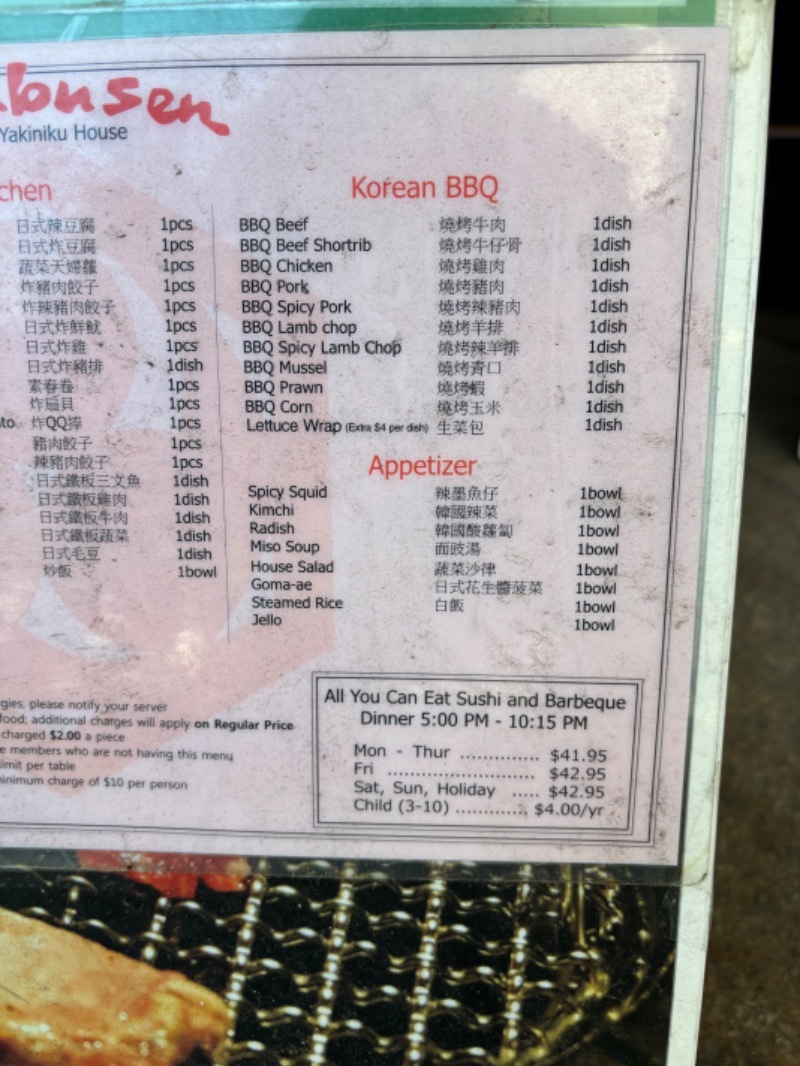 busen
Yakiniku House
chen
日式辣豆腐 1pcs
日式炸豆腐 1pcs
蔬菜天婦蘿 1pcs
炸豬肉餃子 1pcs
炸辣豬肉餃子 1pcs
日式炸鮮魷 1pcs
日式炸雞 1pcs
日式炸豬排 1dish
素春卷 1pcs
炸扇貝 1pcs
to 炸QQ捧 1pcs
豬肉餃子 1pcs
辣豬肉餃子 1pcs
日式鐵板三文魚 1dish
日式鐵板雞肉 1dish
日式鐵板牛肉 1dish
日式鐵板蔬菜 1dish
日式毛豆 1dish
炒飯 1bowl
Korean BBQ
BBQ Beef 燒烤牛肉 1dish
BBQ Beef Shortrib 燒烤牛仔骨 1dish
BBQ Chicken 燒烤雞肉 1dish
BBQ Pork 燒烤豬肉 1dish
BBQ Spicy Pork 燒烤辣豬肉 1dish
BBQ Lamb chop 燒烤羊排 1dish
BBQ Spicy Lamb Chop 燒烤辣羊排 1dish
BBQ Mussel 燒烤青口 1dish
BBQ Prawn 燒烤蝦 1dish
BBQ Corn 燒烤玉米 1dish
Lettuce Wrap (Extra $4 per dish) 生菜包 1dish
Appetizer
Spicy Squid 辣墨魚仔 1bowl
Kimchi 韓國辣菜 1bowl
Radish 韓國酸蘿蔔 1bowl
Miso Soup 面豉湯 1bowl
House Salad 蔬菜沙律 1bowl
Goma-ae 日式花生醬菠菜 1bowl
Steamed Rice 白飯 1bowl
Jello 1bowl
gies, please notify your server
food; additional charges will apply on Regular Price
charged $2.00 a piece
e members who are not having this menu
limit per table
inimum charge of $10 per person
All You Can Eat Sushi and Barbeque
Dinner 5:00 PM - 10:15 PM
Mon - Thur .............. $41.95
Fri .......................... $42.95
Sat, Sun, Holiday ..... $42.95
Child (3-10) ............. $4.00/yr